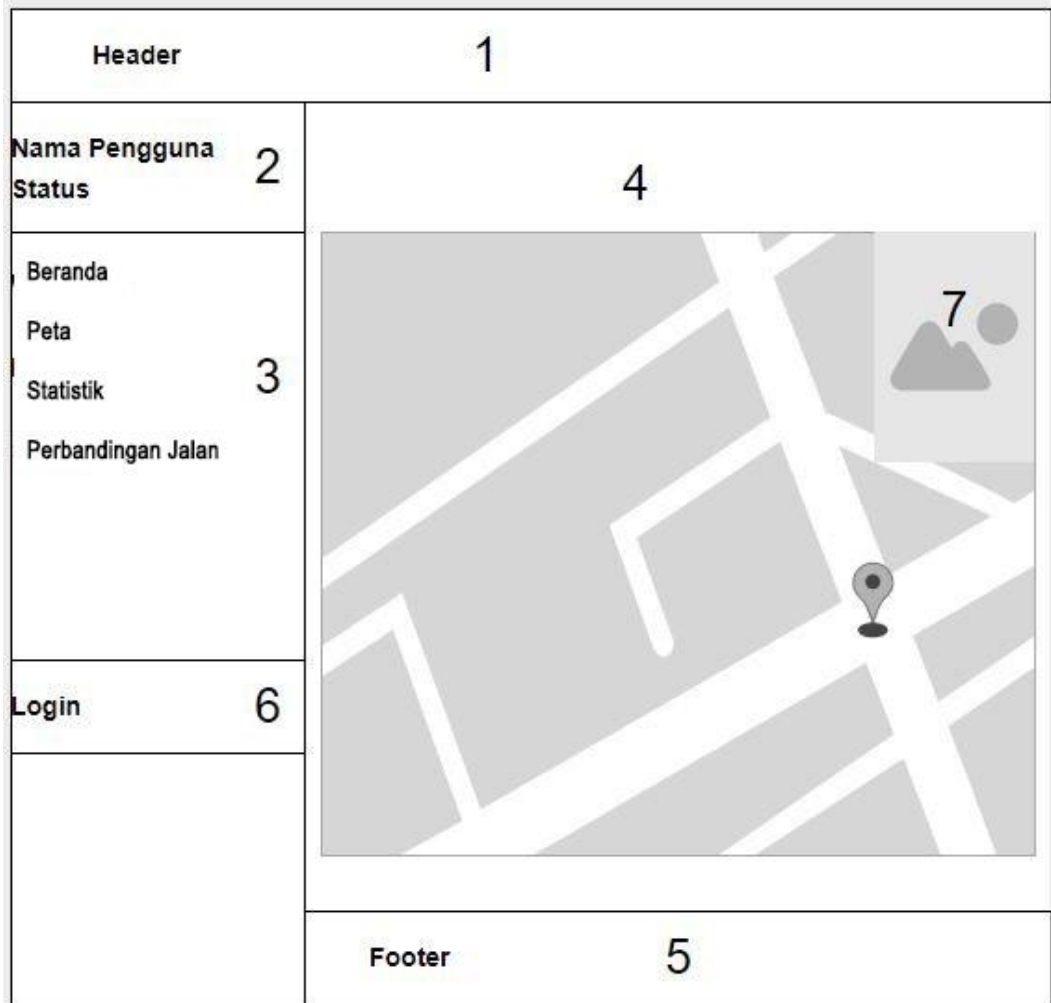 Header 1
Nama Pengguna
Status
2
4
Beranda
Peta
Statistik
Perbandingan Jalan
3
7
Login 6
Footer 5